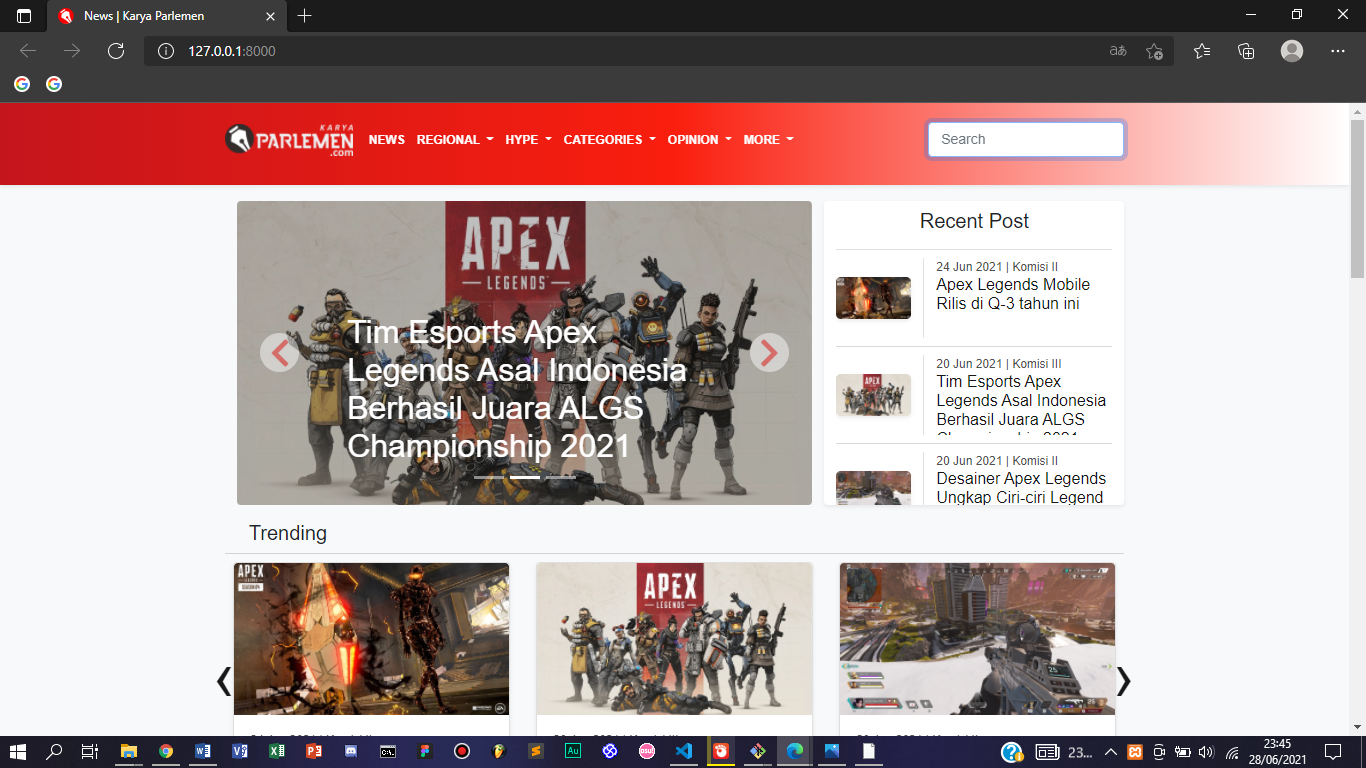 News | Karya Parlemen
127.0.0.1:8000
KARYA
PARLEMEN
.com
NEWS REGIONAL HYPE CATEGORIES OPINION MORE
Search
APEX
LEGENDS
Tim Esports Apex
Legends Asal Indonesia
Berhasil Juara ALGS
Championship 2021
Recent Post
24 Jun 2021 | Komisi II
Apex Legends Mobile
Rilis di Q-3 tahun ini
20 Jun 2021 | Komisi III
Tim Esports Apex
Legends Asal Indonesia
Berhasil Juara ALGS
20 Jun 2021 | Komisi II
Desainer Apex Legends
Ungkap Ciri-ciri Legend
Trending
APEX
LEGENDS
APEX
LEGENDS
23...
23:45
28/06/2021